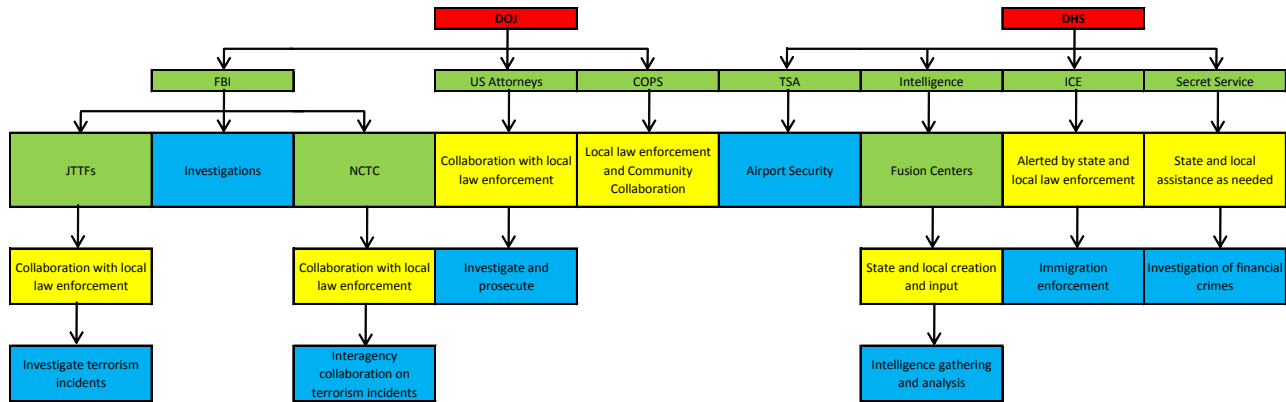 DOJ
DHS
FBI
US Attorneys
COPS
TSA
Intelligence
ICE
Secret Service
JTTFs
Investigations
NCTC
Collaboration with local
law enforcement
Local law enforcement
and Community
Collaboration
Airport Security
Fusion Centers
Alerted by state and
local law enforcement
State and local
assistance as needed
Collaboration with local
law enforcement
Collaboration with local
law enforcement
Investigate and
prosecute
State and local creation
and input
Immigration
enforcement
Investigation of financial
crimes
Investigate terrorism
incidents
Interagency
collaboration on
terrorism incidents
Intelligence gathering
and analysis